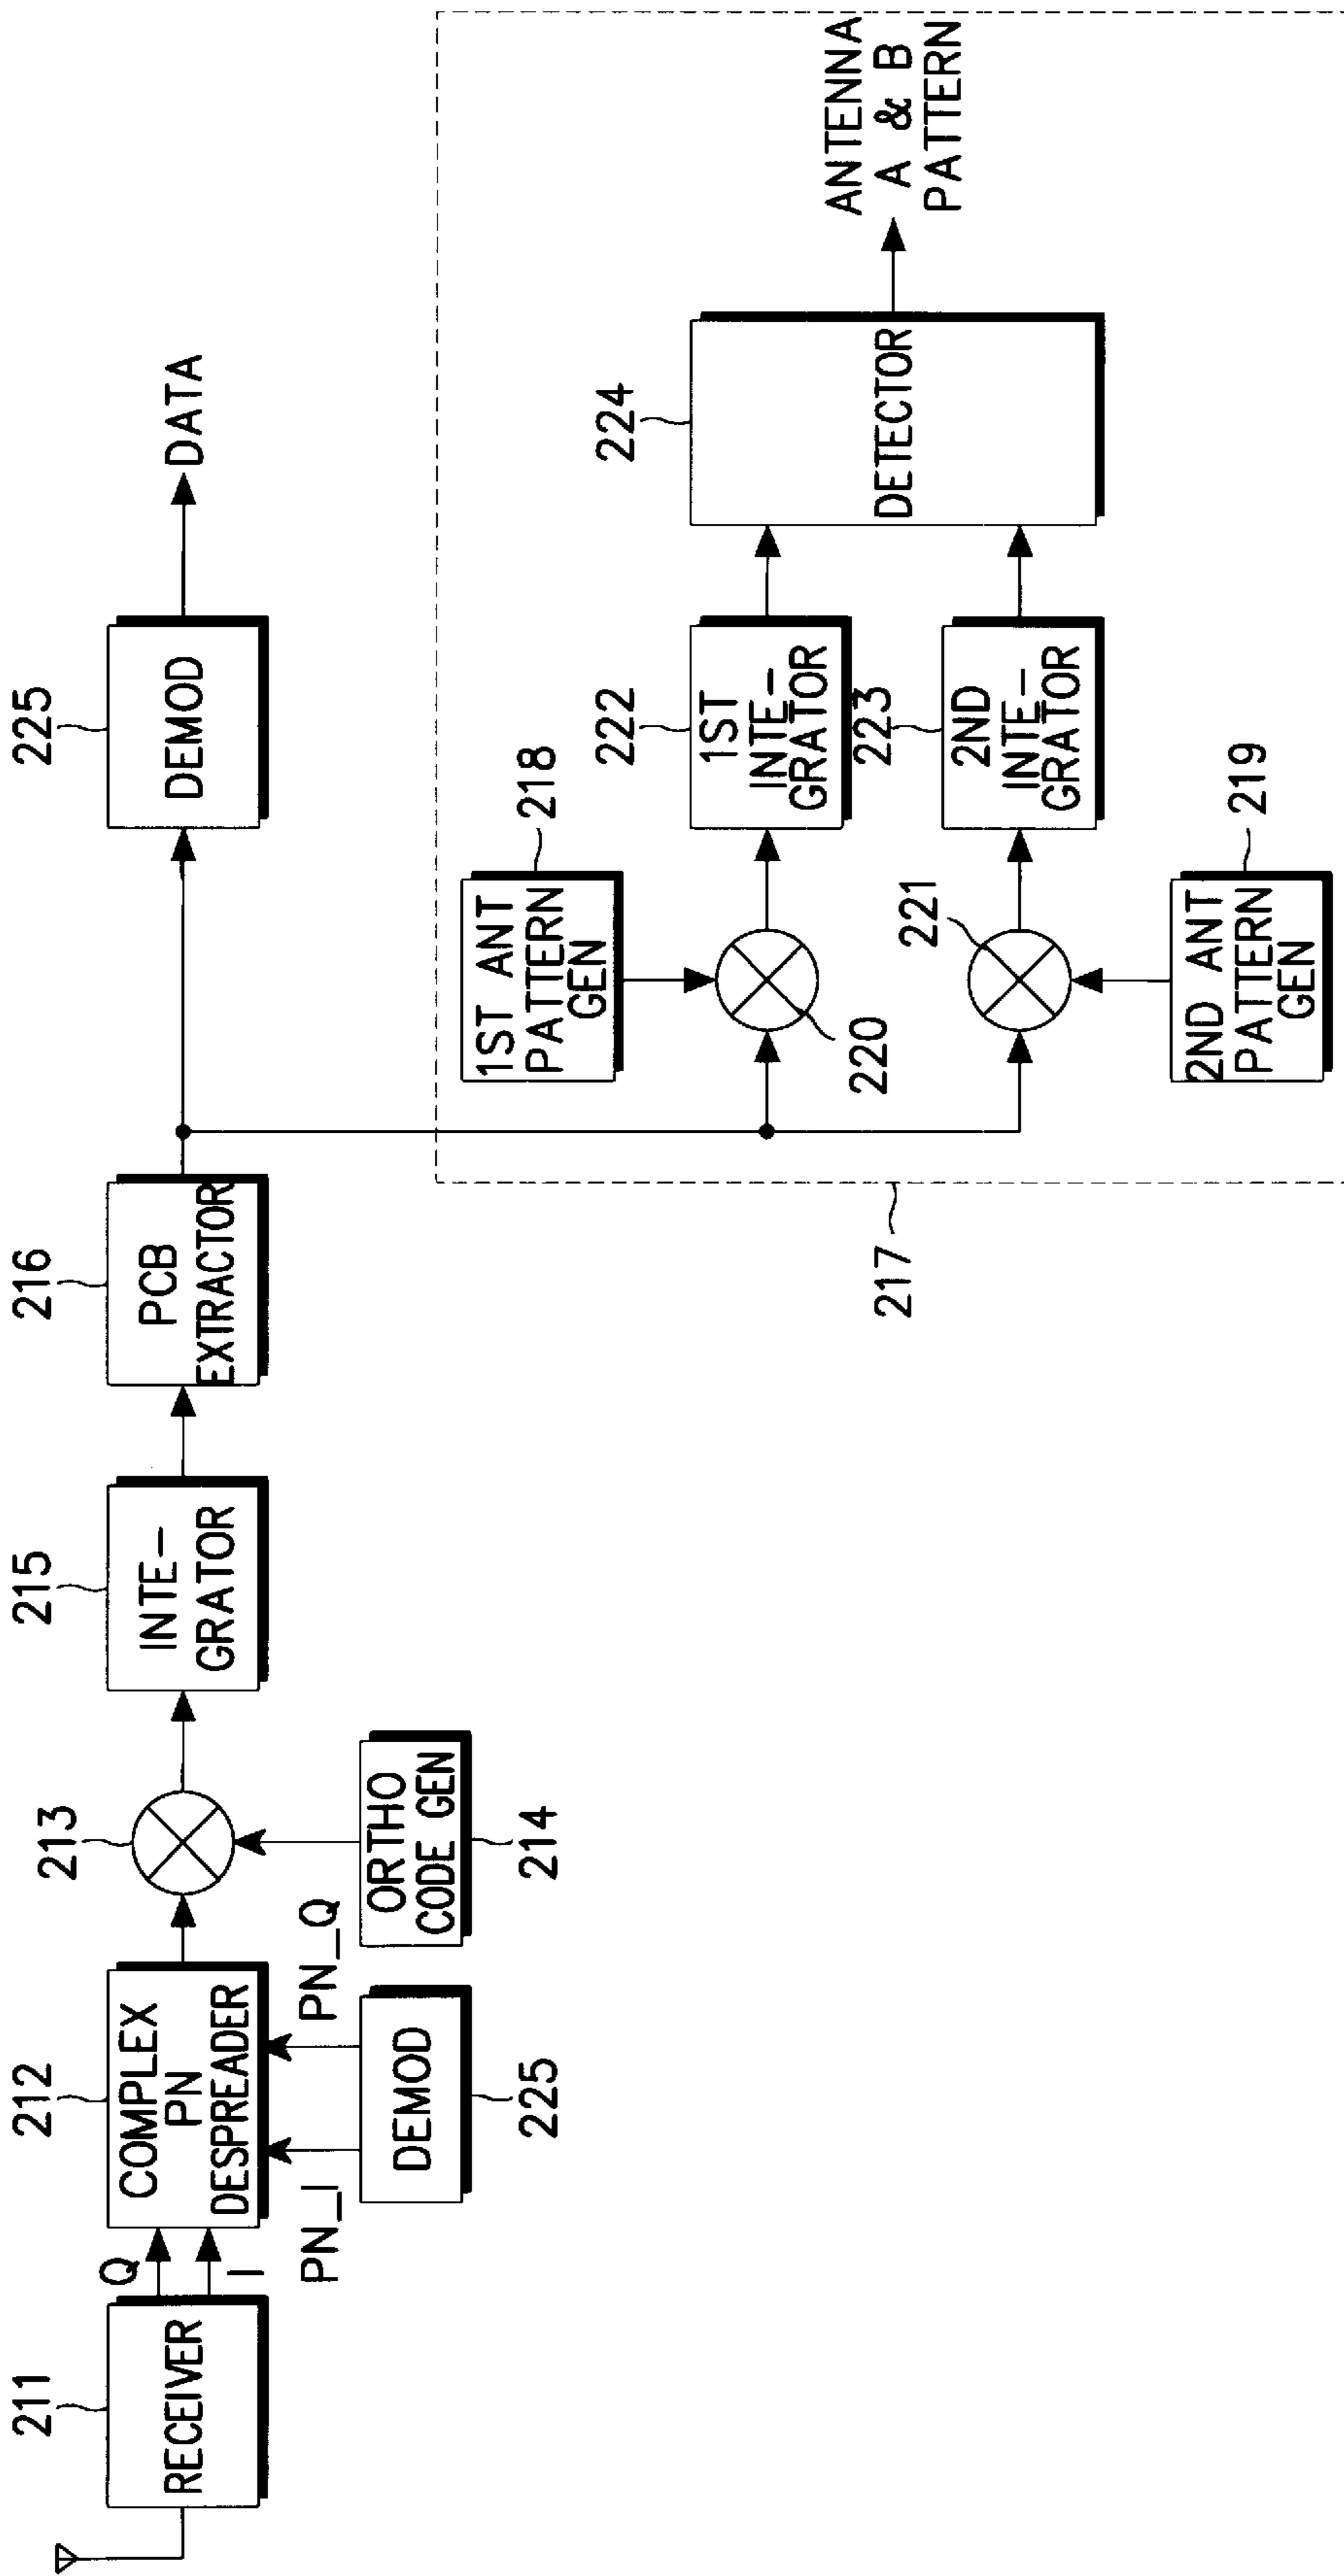 211
RECEIVER
Q
I
212
COMPLEX
PN
DESPREADER
PN_I
PN_Q
DEMOD
225
213
ORTHO
CODE GEN
214
215
INTE-
GRATOR
216
PCB
EXTRACTOR
225
DEMOD
DATA
217
218
1ST ANT
PATTERN
GEN
220
222
1ST
INTE-
GRATOR
221
223
2ND
INTE-
GRATOR
219
2ND ANT
PATTERN
GEN
224
DETECTOR
ANTENNA
A & B
PATTERN